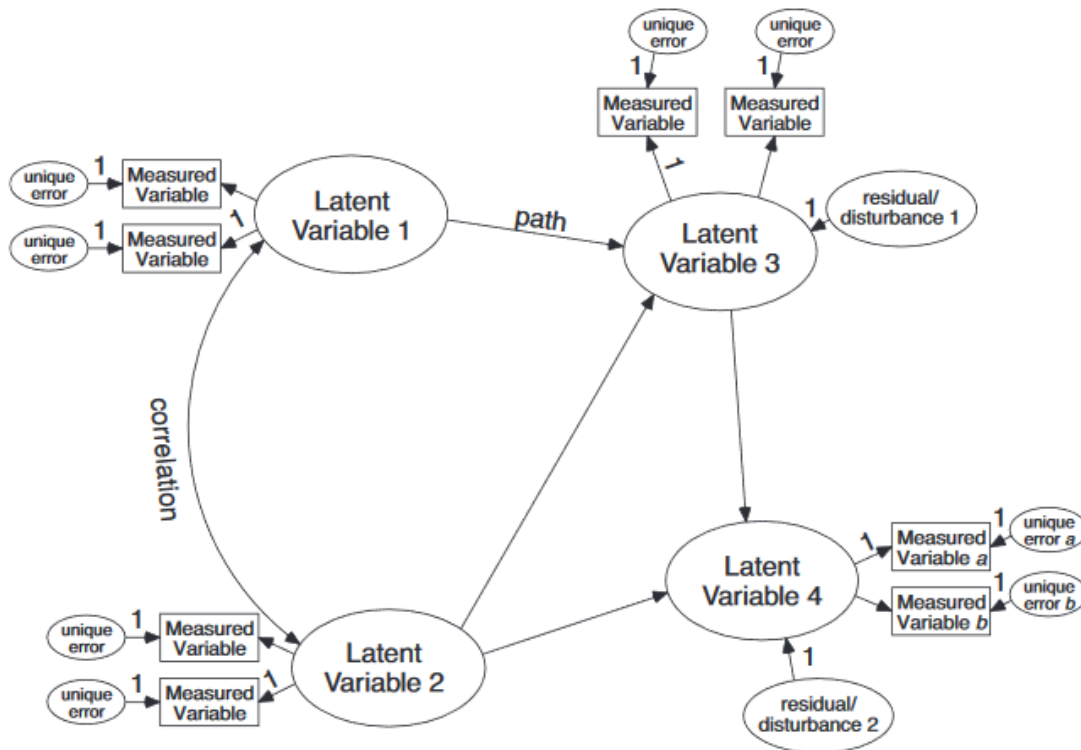 unique
error
unique
error
1
1
Measured
Variable
Measured
Variable
1
unique
error
1
Measured
Variable
Latent
Variable 1
path
Latent
Variable 3
1
residual/
disturbance 1
unique
error
1
Measured
Variable
1
correlation
unique
error
1
Measured
Variable
unique
error
1
Measured
Variable
1
Latent
Variable 2
Latent
Variable 4
1
Measured
Variable a
1
unique
error a
Measured
Variable b
1
unique
error b
1
residual/
disturbance 2